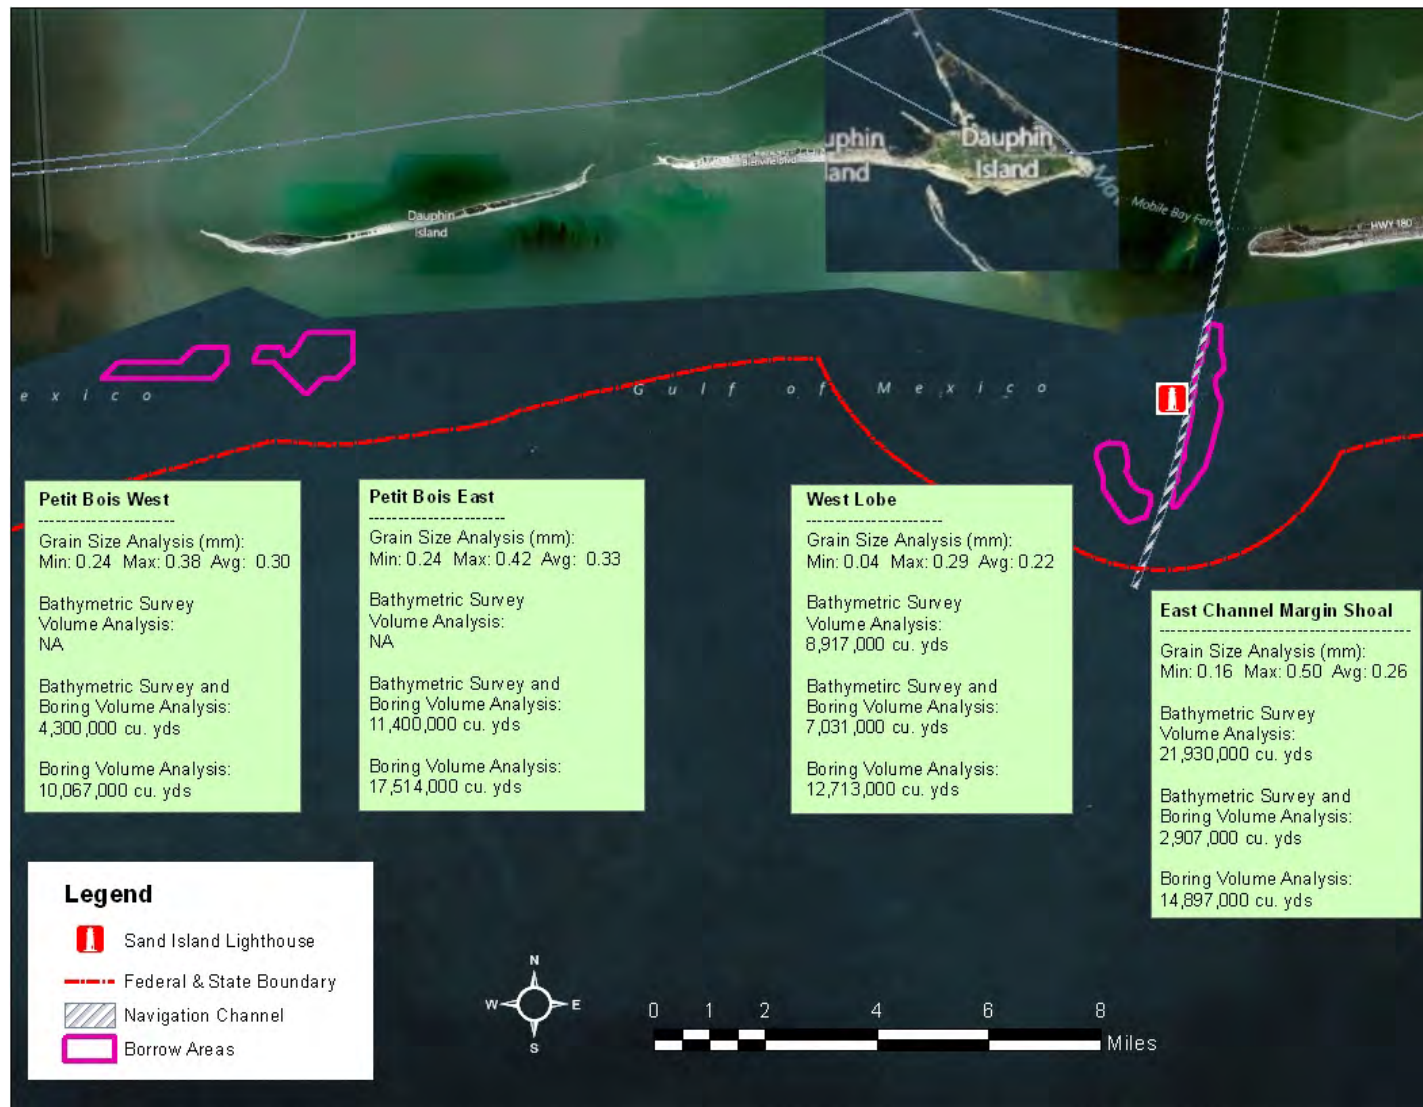 Bienville Blvd
uphin
land
Dauphin
Island
Mo
Mobile Bay Ferry
HWY 180
Dauphin
Island
e x i c o
G u l f o f M e x i c o
Petit Bois West
-----------------------
Grain Size Analysis (mm):
Min: 0.24 Max: 0.38 Avg: 0.30
Bathymetric Survey
Volume Analysis:
NA
Bathymetric Survey and
Boring Volume Analysis:
4,300,000 cu. yds
Boring Volume Analysis:
10,067,000 cu. yds
Petit Bois East
-----------------------
Grain Size Analysis (mm):
Min: 0.24 Max: 0.42 Avg: 0.33
Bathymetric Survey
Volume Analysis:
NA
Bathymetric Survey and
Boring Volume Analysis:
11,400,000 cu. yds
Boring Volume Analysis:
17,514,000 cu. yds
West Lobe
-----------------------
Grain Size Analysis (mm):
Min: 0.04 Max: 0.29 Avg: 0.22
Bathymetric Survey
Volume Analysis:
8,917,000 cu. yds
Bathymetirc Survey and
Boring Volume Analysis:
7,031,000 cu. yds
Boring Volume Analysis:
12,713,000 cu. yds
East Channel Margin Shoal
------------------------------------------
Grain Size Analysis (mm):
Min: 0.16 Max: 0.50 Avg: 0.26
Bathymetric Survey
Volume Analysis:
21,930,000 cu. yds
Bathymetric Survey and
Boring Volume Analysis:
2,907,000 cu. yds
Boring Volume Analysis:
14,897,000 cu. yds
Legend
Sand Island Lighthouse
Federal & State Boundary
Navigation Channel
Borrow Areas
N
W E
S
0 1 2 4 6 8
Miles